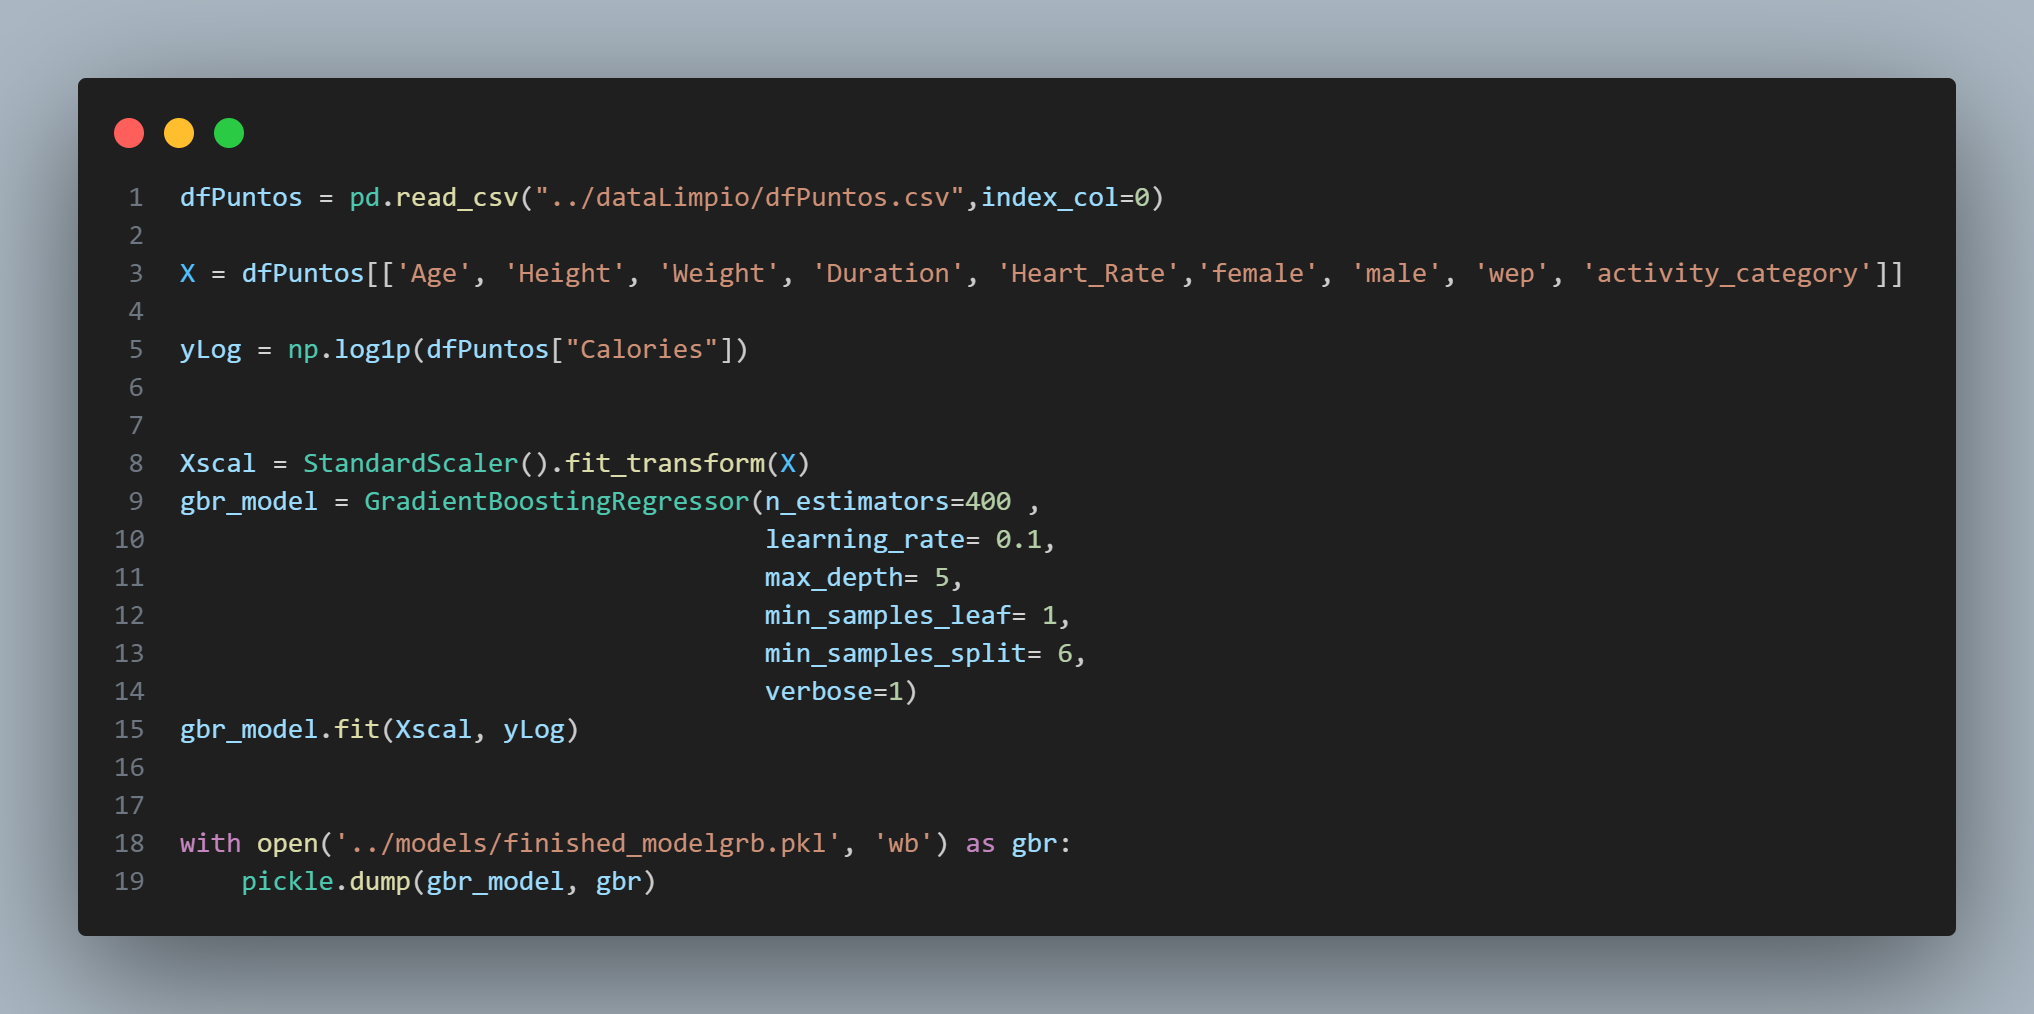 1 dfPuntos = pd.read_csv("../dataLimpio/dfPuntos.csv",index_col=0)
2
3 X = dfPuntos[['Age', 'Height', 'Weight', 'Duration', 'Heart_Rate','female', 'male', 'wep', 'activity_category']]
4
5 yLog = np.log1p(dfPuntos["Calories"])
6
7
8 Xscal = StandardScaler().fit_transform(X)
9 gbr_model = GradientBoostingRegressor(n_estimators=400 ,
10                                       learning_rate= 0.1,
11                                       max_depth= 5,
12                                       min_samples_leaf= 1,
13                                       min_samples_split= 6,
14                                       verbose=1)
15 gbr_model.fit(Xscal, yLog)
16
17
18 with open('../models/finished_modelgrb.pkl', 'wb') as gbr:
19     pickle.dump(gbr_model, gbr)